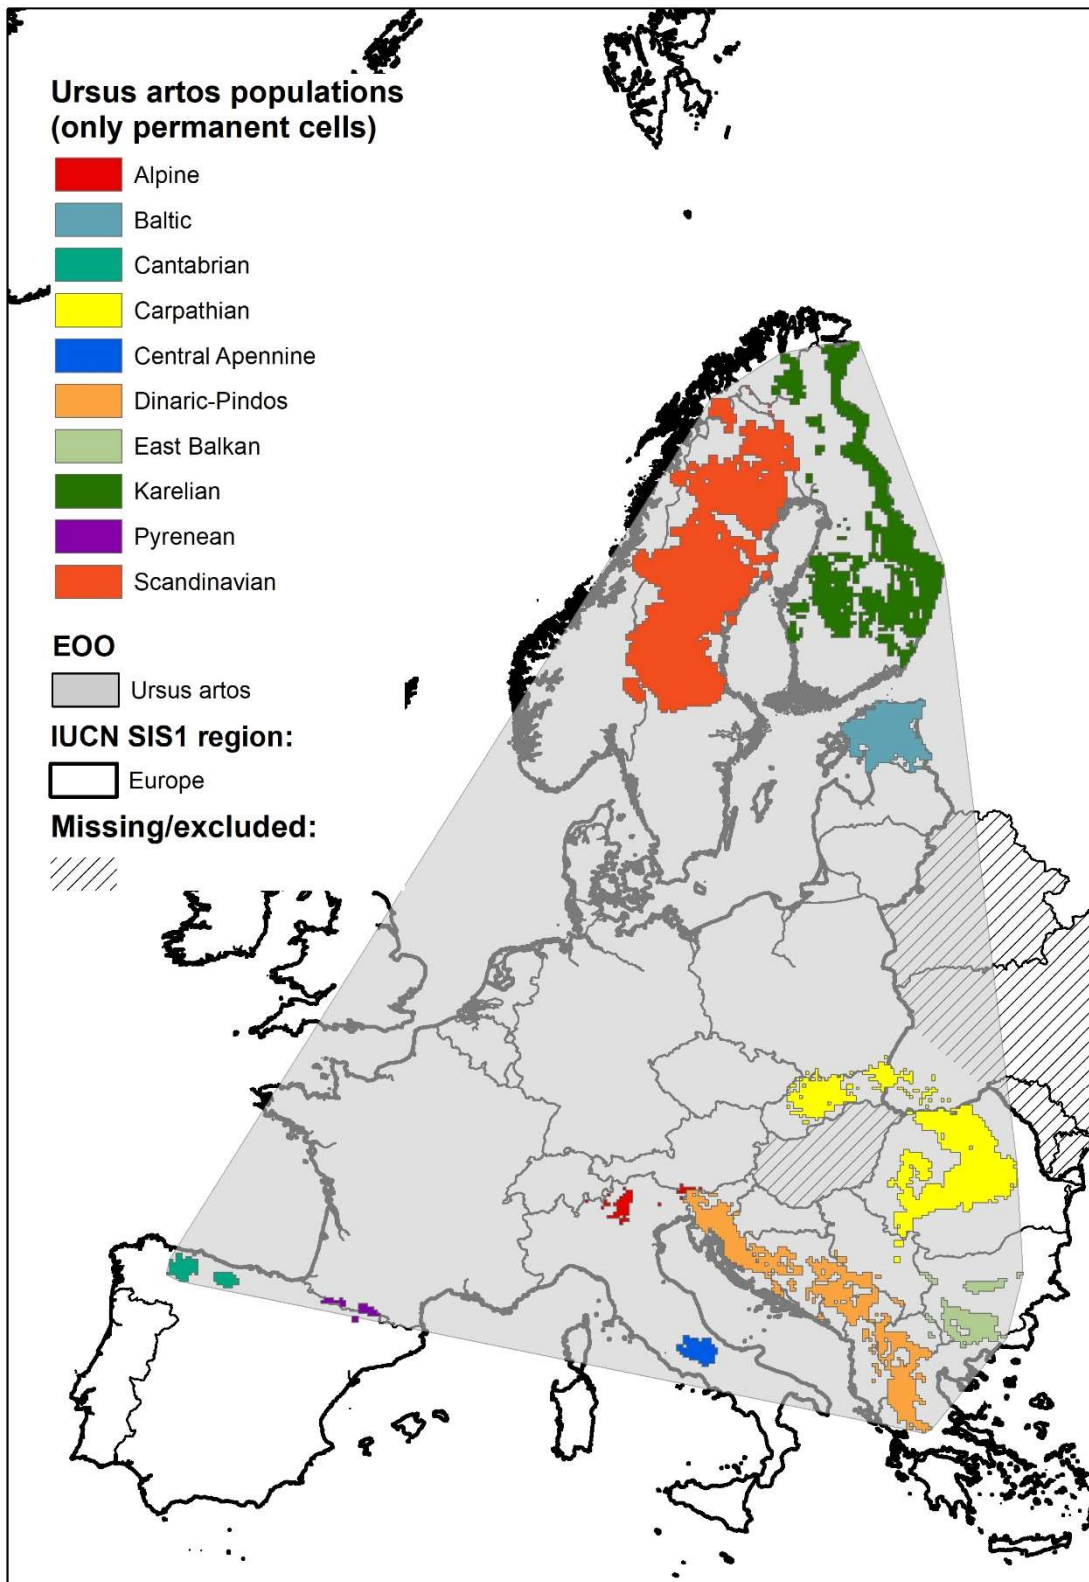 Ursus artos populations
(only permanent cells)
Alpine
Baltic
Cantabrian
Carpathian
Central Apennine
Dinaric-Pindos
East Balkan
Karelian
Pyrenean
Scandinavian
EOO
Ursus artos
IUCN SIS1 region:
Europe
Missing/excluded: